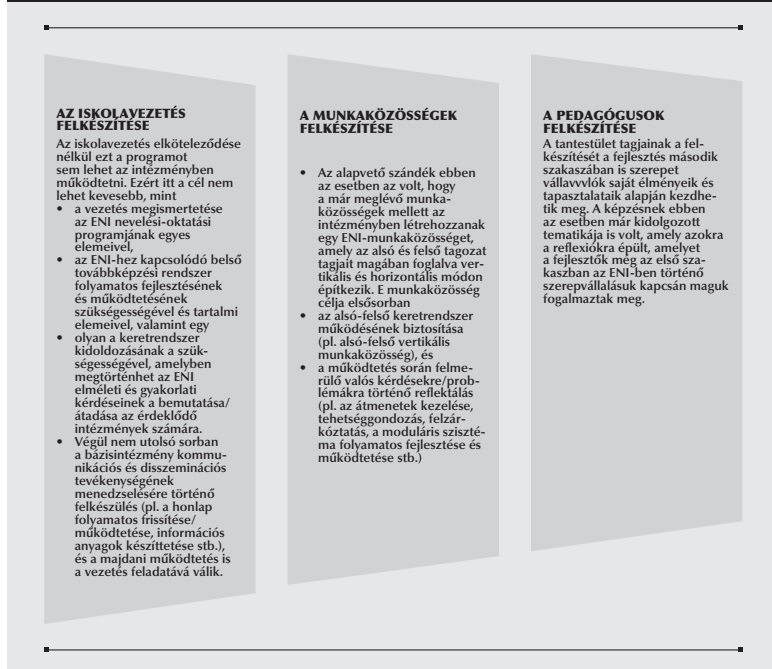 AZ ISKOLAVEZETÉS
FELKÉSZÍTÉSE
Az iskolavezetés elköteleződése
nélkül ezt a programot
sem lehet az intézményben
működtetni. Ezért itt a cél nem
lehet kevesebb, mint
• a vezetés megismertetése
az ENI nevelési-oktatási
programjának egyes
elemeivel,
• az ENI-hez kapcsolódó belső
továbbképzési rendszer
folyamatos fejlesztésének
és működtetésének
szükségességével és tartalmi
elemeivel, valamint egy
• olyan a keretrendszer
kidoldozásának a szük-
ségességével, amelyben
megtörténhet az ENI
elméleti és gyakorlati
kérdéseinek a bemutatása/
átadása az érdeklődő
intézmények számára.
• Végül nem utolsó sorban
a bázisintézmény kommu-
nikációs és disszeminációs
tevékenységének
menedzselésére történő
felkészülés (pl. a honlap
folyamatos frissítése/
működtetése, információs
anyagok készíttetése stb.),
és a majdani működtetés is
a vezetés feladatává válik.
A MUNKAKÖZÖSSÉGEK
FELKÉSZÍTÉSE
• Az alapvető szándék ebben
az esetben az volt, hogy
a már meglévő munka-
közösségek mellett az
intézményben létrehozzanak
egy ENI-munkaközösséget,
amely az alsó és felső tagozat
tagjait magában foglalva ver-
tikális és horizontális módon
építkezik. E munkaközösség
célja elsősorban
• az alsó-felső keretrendszer
működésének biztosítása
(pl. alsó-felső vertikális
munkaközösség), és
• a működtetés során felme-
rülő valós kérdésekre/prob-
lémákra történő reflektálás
(pl. az átmenetek kezelése,
tehetséggondozás, felzár-
kóztatás, a moduláris sziszté-
ma folyamatos fejlesztése és
működtetése stb.)
A PEDAGÓGUSOK
FELKÉSZÍTÉSE
A tantestület tagjainak a fel-
készítését a fejlesztés második
szakaszában is szerepet
vállavvvlók saját élményeik és
tapasztalataik alapján kezdhe-
tik meg. A képzésnek ebben
az esetben már kidolgozott
tematikája is volt, amely azokra
a reflexiókra épült, amelyet
a fejlesztők még az első sza-
kaszban az ENI-ben történő
szerepvállalásuk kapcsán maguk
fogalmaztak meg.